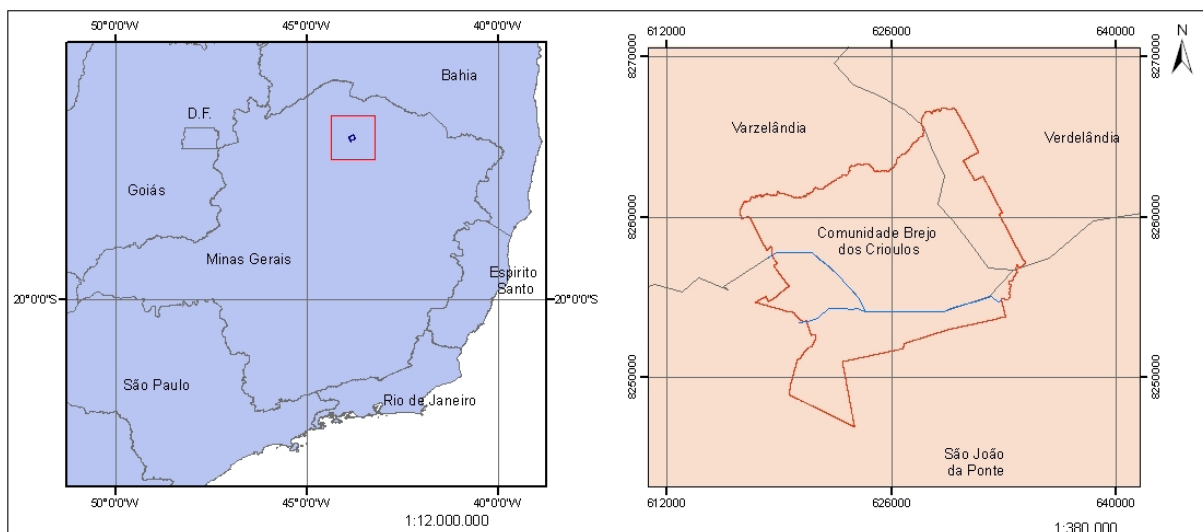 50°0'0"W
45°0'0"W
40°0'0"W
Bahia
D.F.
Goiás
Minas Gerais
Espirito
Santo
20°0'0"S
20°0'0"S
São Paulo
Rio de Janeiro
50°0'0"W
45°0'0"W
40°0'0"W
1:12.000.000
612000
626000
640000
N
8270000
8270000
Varzelândia
Verdelândia
8260000
8260000
Comunidade Brejo
dos Crioulos
8250000
8250000
São João
da Ponte
612000
626000
640000
1:380.000